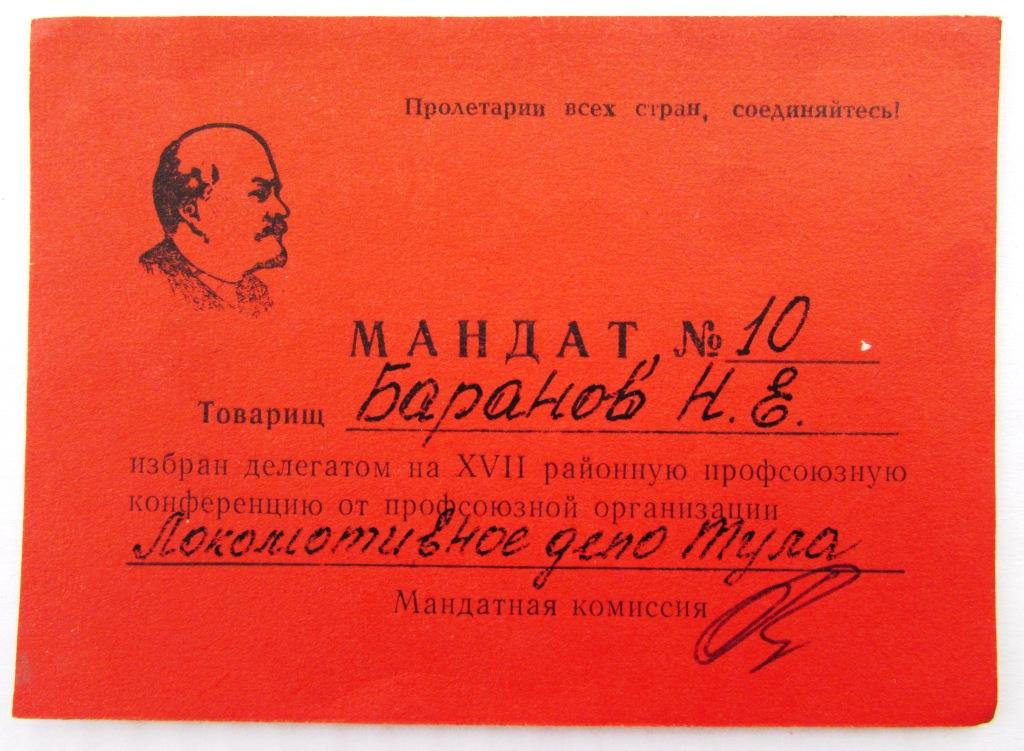 Пролетарии всех стран, соединяйтесь!
МАНДАТ № 10
Товарищ Баранов Н. Е.
избран делегатом на XVII районную профсоюзную
конференцию от профсоюзной организации
Локомотивное депо Тула
Мандатная комиссия